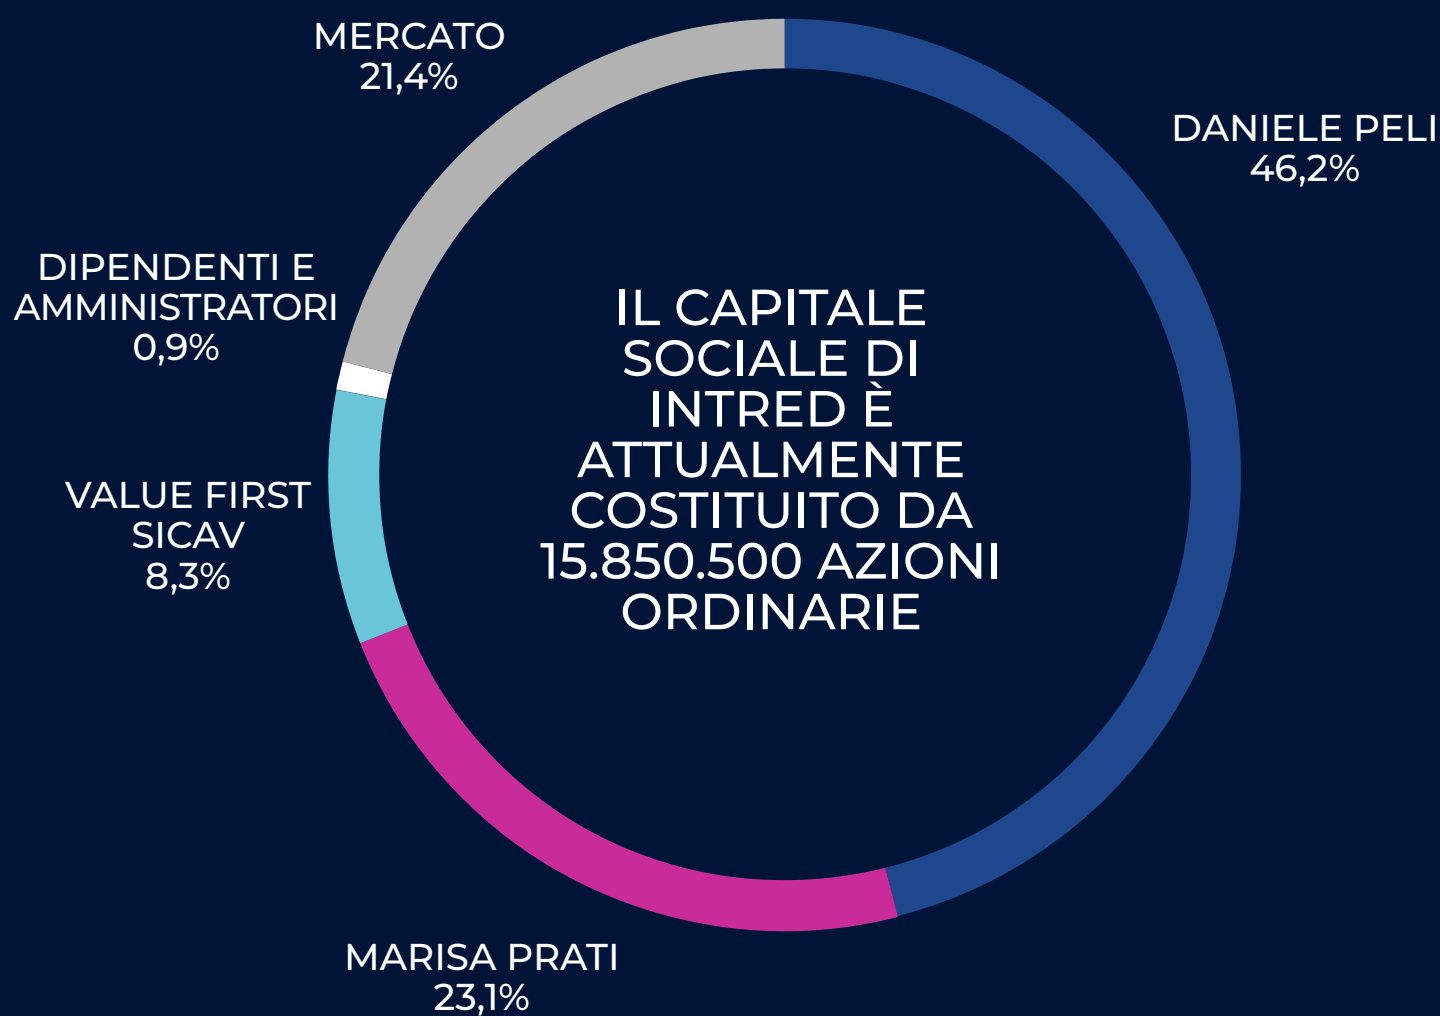 MERCATO
21,4%
DANIELE PELI
46,2%
DIPENDENTI E
AMMINISTRATORI
0,9%
IL CAPITALE
SOCIALE DI
INTRED È
ATTUALMENTE
COSTITUITO DA
15.850.500 AZIONI
ORDINARIE
VALUE FIRST
SICAV
8,3%
MARISA PRATI
23,1%